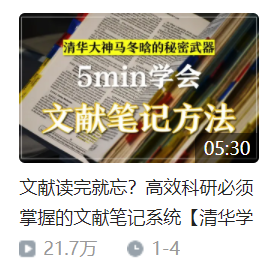 清华大神马冬晗的秘密武器
5min学会
文献笔记方法
05:30
文献读完就忘？高效科研必须
掌握的文献笔记系统【清华学
21.7万 1-4